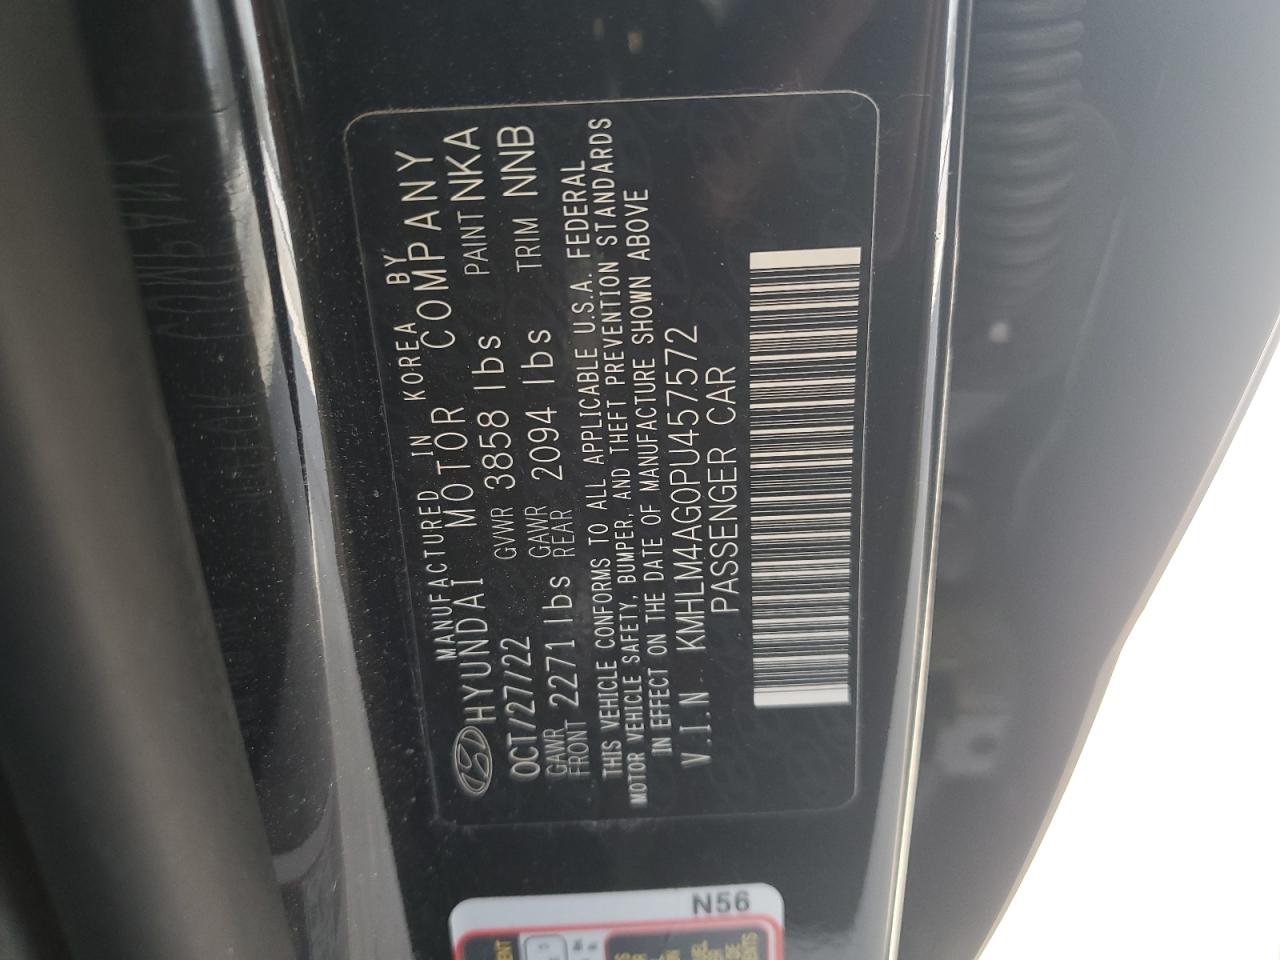 MANUFACTURED IN KOREA BY
HYUNDAI MOTOR COMPANY
OCT/27/22 GVWR 3858 lbs PAINT NKA
GAWR FRONT 2271 lbs GAWR REAR 2094 lbs TRIM NNB
THIS VEHICLE CONFORMS TO ALL APPLICABLE U.S.A. FEDERAL
MOTOR VEHICLE SAFETY, BUMPER, AND THEFT PREVENTION STANDARDS
IN EFFECT ON THE DATE OF MANUFACTURE SHOWN ABOVE
V.I.N KMHLM4AG0PU457572
PASSENGER CAR
N56